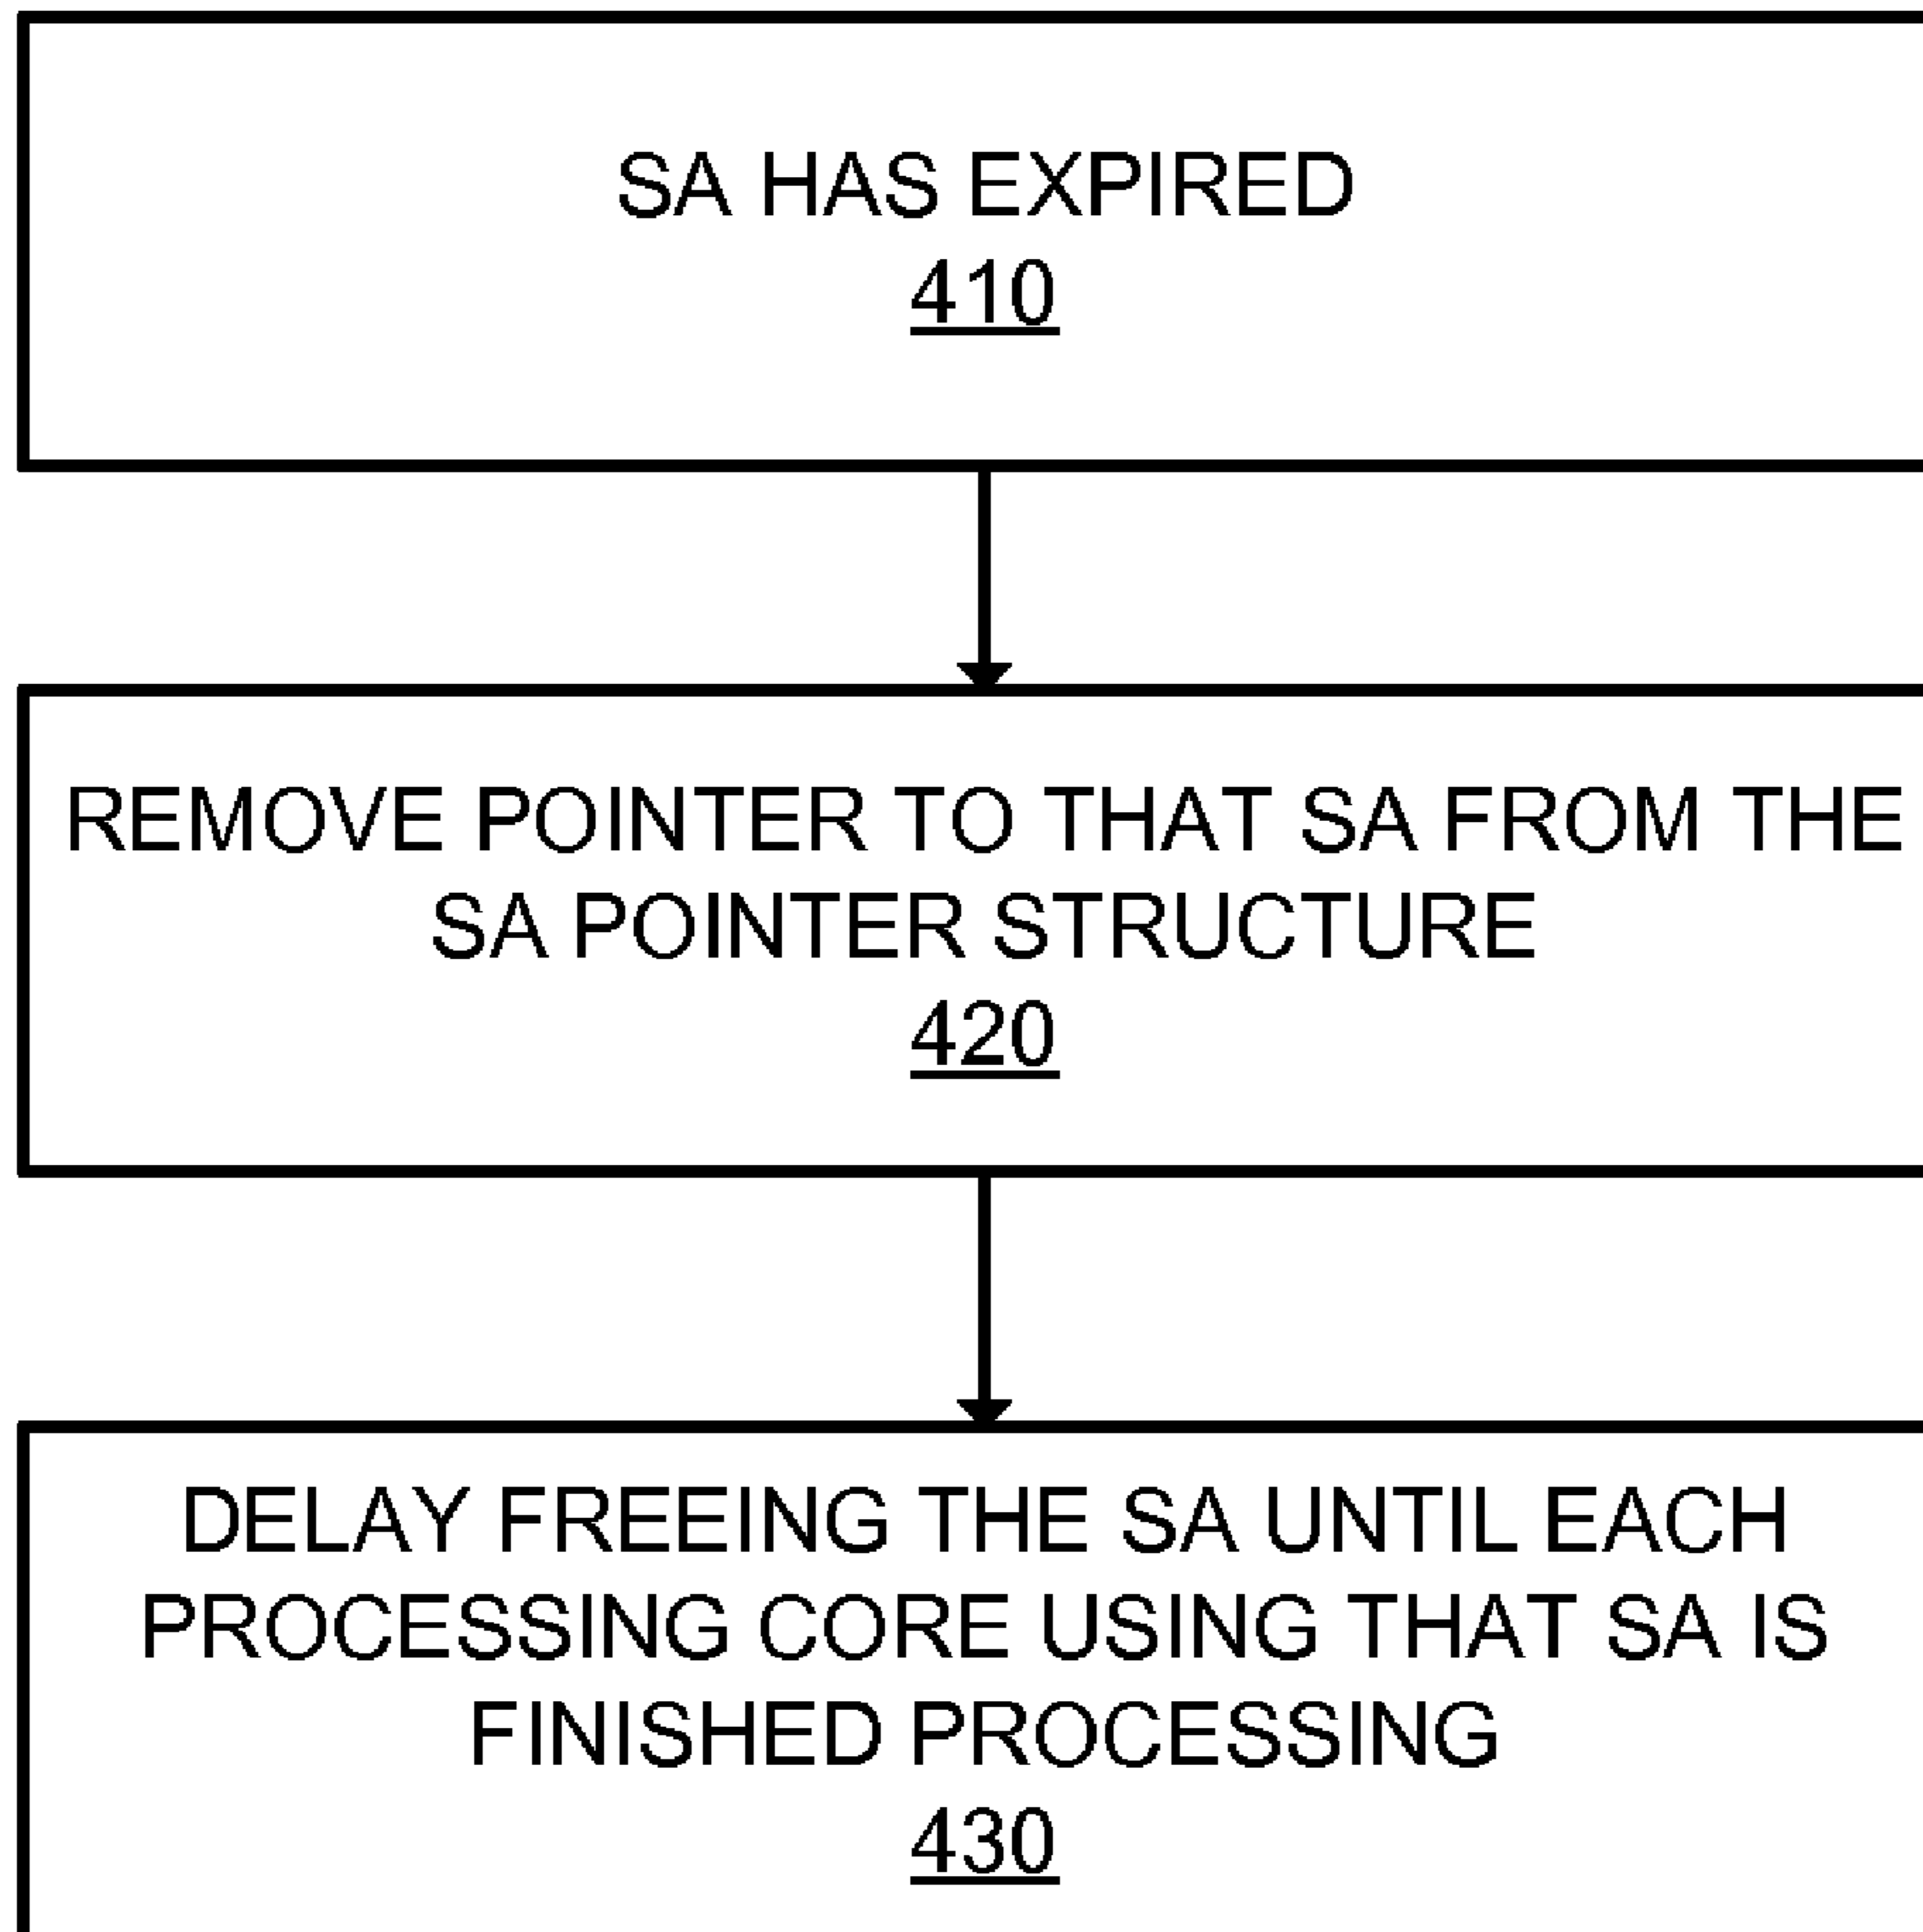 SA HAS EXPIRED
410
REMOVE POINTER TO THAT SA FROM THE
SA POINTER STRUCTURE
420
DELAY FREEING THE SA UNTIL EACH
PROCESSING CORE USING THAT SA IS
FINISHED PROCESSING
430